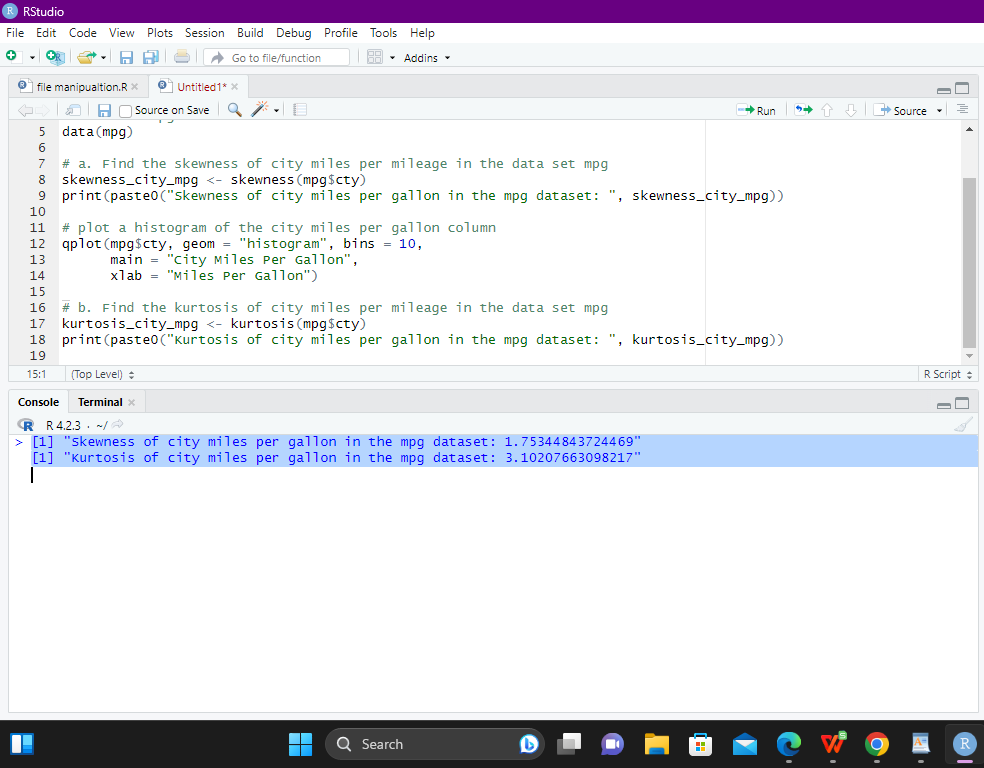 RStudio
File Edit Code View Plots Session Build Debug Profile Tools Help
Go to file/function Addins
file manipualtion.R Untitled1*
Source on Save Run Source
5 data(mpg)
6
7 # a. Find the skewness of city miles per mileage in the data set mpg
8 skewness_city_mpg <- skewness(mpg$cty)
9 print(paste0("Skewness of city miles per gallon in the mpg dataset: ", skewness_city_mpg))
10
11 # plot a histogram of the city miles per gallon column
12 qplot(mpg$cty, geom = "histogram", bins = 10,
13 main = "City Miles Per Gallon",
14 xlab = "Miles Per Gallon")
15
16 # b. Find the kurtosis of city miles per mileage in the data set mpg
17 kurtosis_city_mpg <- kurtosis(mpg$cty)
18 print(paste0("Kurtosis of city miles per gallon in the mpg dataset: ", kurtosis_city_mpg))
19
15:1 (Top Level) R Script
Console Terminal
R 4.2.3 · ~/
> [1] "Skewness of city miles per gallon in the mpg dataset: 1.75344843724469"
[1] "Kurtosis of city miles per gallon in the mpg dataset: 3.10207663098217"
Search